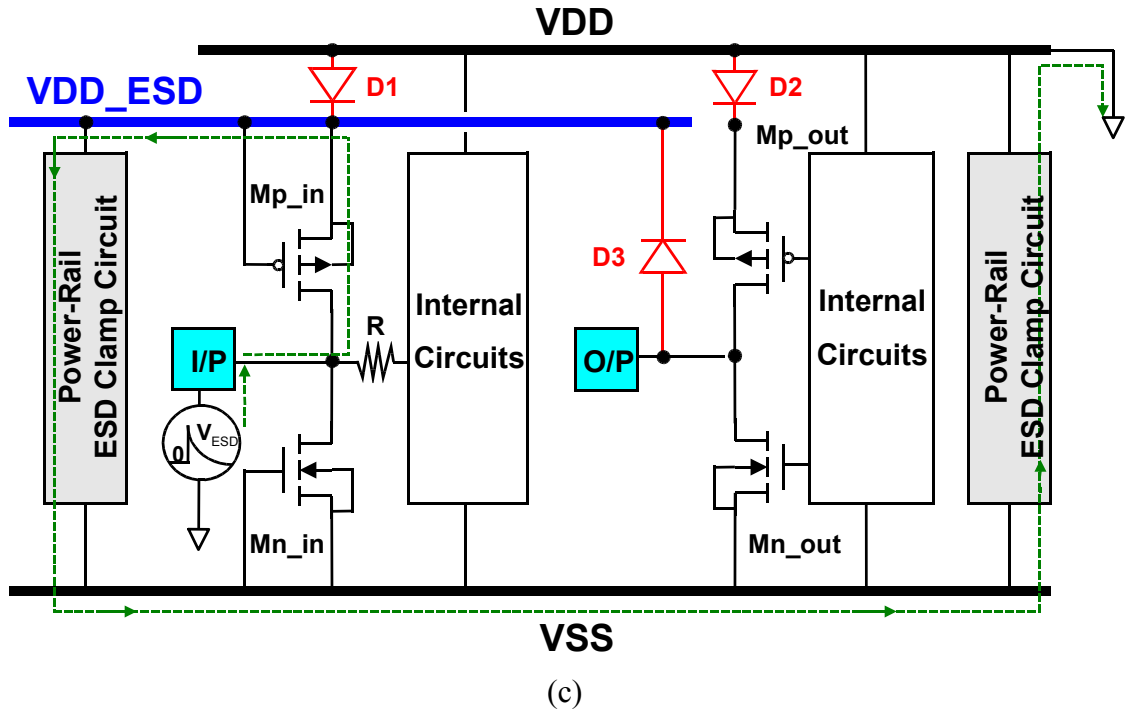 VDD
D1
D2
VDD_ESD
Mp_out
Mp_in
Power-Rail
ESD Clamp Circuit
Power-Rail
ESD Clamp Circuit
D3
Internal
Circuits
Internal
Circuits
R
I/P
O/P
VESD
0
Mn_in
Mn_out
VSS
(c)